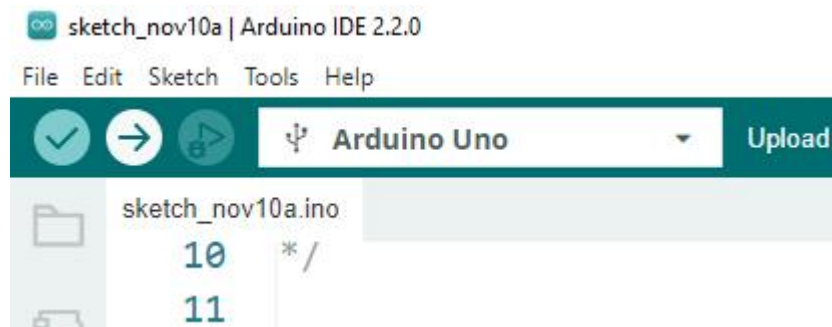 sketch_nov10a | Arduino IDE 2.2.0
File Edit Sketch Tools Help
Arduino Uno Upload
sketch_nov10a.ino
10 */
11